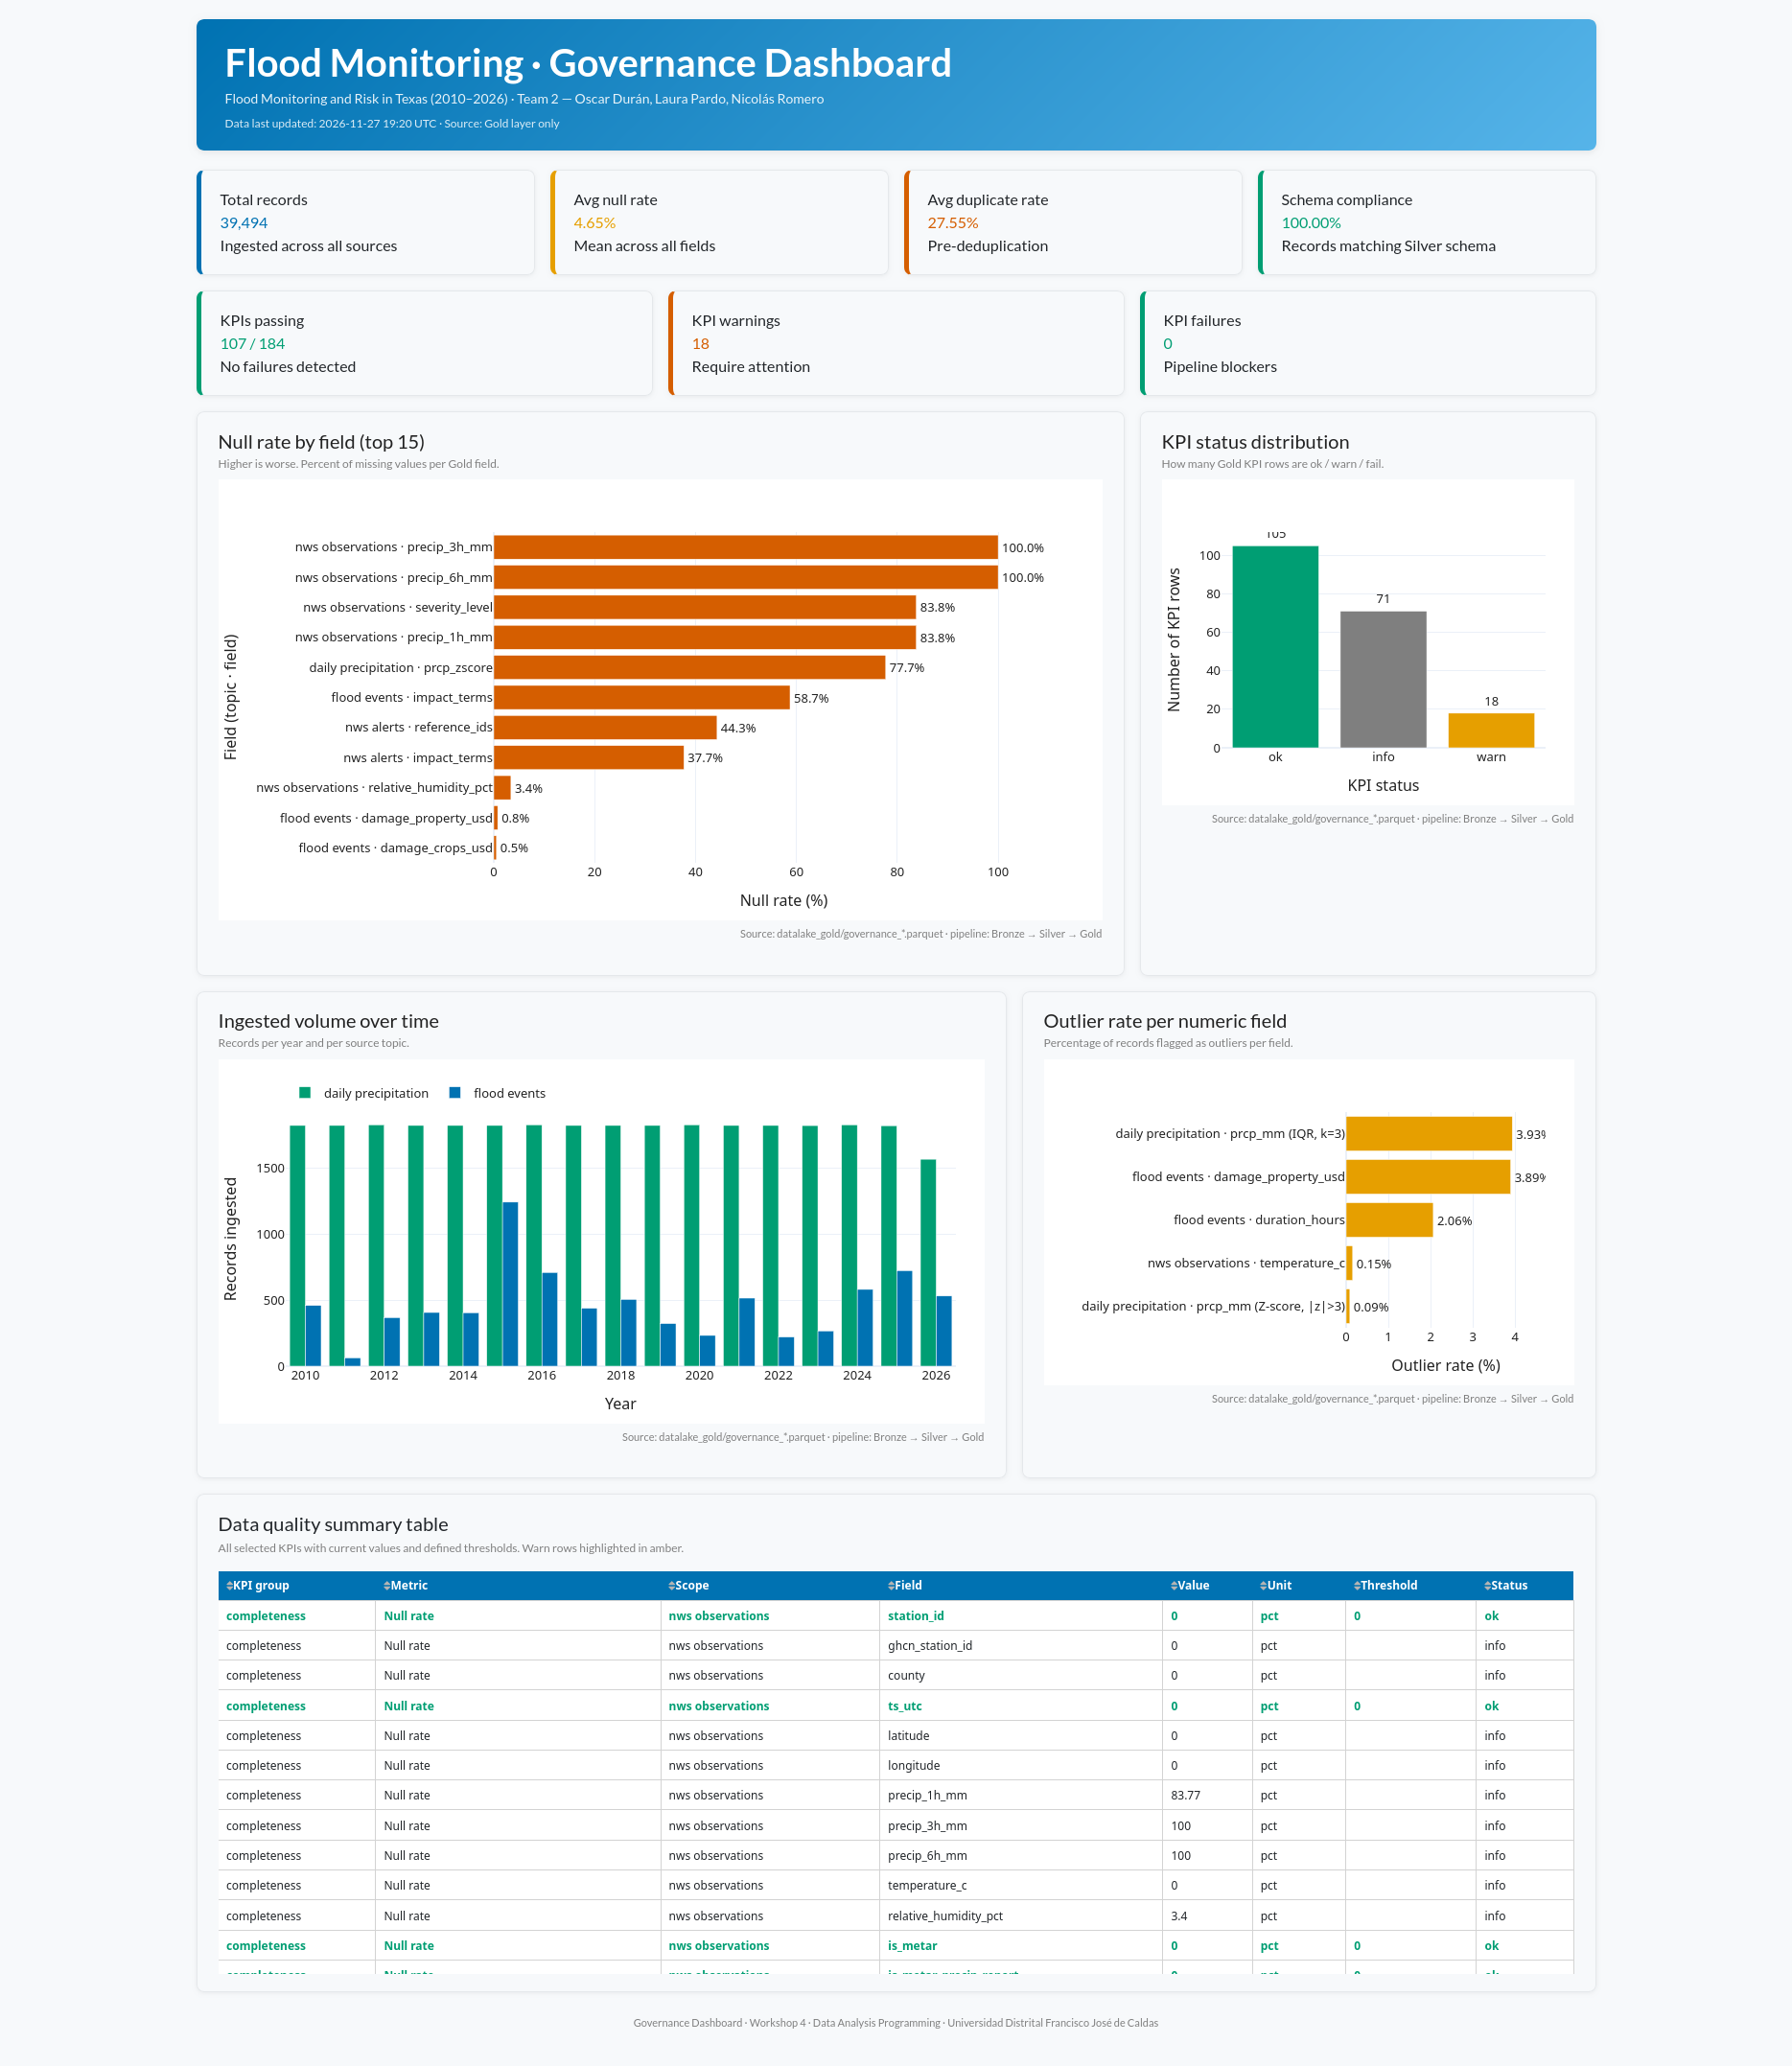 Flood Monitoring · Governance Dashboard
Flood Monitoring and Risk in Texas (2010–2026) · Team 2 — Oscar Durán, Laura Pardo, Nicolás Romero
Data last updated: 2026-11-27 19:20 UTC · Source: Gold layer only
Total records
39,494
Ingested across all sources
Avg null rate
4.65%
Mean across all fields
Avg duplicate rate
27.55%
Pre-deduplication
Schema compliance
100.00%
Records matching Silver schema
KPIs passing
107 / 184
No failures detected
KPI warnings
18
Require attention
KPI failures
0
Pipeline blockers
Null rate by field (top 15)
Higher is worse. Percent of missing values per Gold field.
Field (topic · field)
nws observations · precip_3h_mm 100.0%
nws observations · precip_6h_mm 100.0%
nws observations · severity_level 83.8%
nws observations · precip_1h_mm 83.8%
daily precipitation · prcp_zscore 77.7%
flood events · impact_terms 58.7%
nws alerts · reference_ids 44.3%
nws alerts · impact_terms 37.7%
nws observations · relative_humidity_pct 3.4%
flood events · damage_property_usd 0.8%
flood events · damage_crops_usd 0.5%
0 20 40 60 80 100
Null rate (%)
Source: datalake_gold/governance_*.parquet · pipeline: Bronze → Silver → Gold
KPI status distribution
How many Gold KPI rows are ok / warn / fail.
Number of KPI rows
105
71
18
100
80
60
40
20
0
ok info warn
KPI status
Source: datalake_gold/governance_*.parquet · pipeline: Bronze → Silver → Gold
Ingested volume over time
Records per year and per source topic.
daily precipitation flood events
Records ingested
1500
1000
500
0
2010 2012 2014 2016 2018 2020 2022 2024 2026
Year
Source: datalake_gold/governance_*.parquet · pipeline: Bronze → Silver → Gold
Outlier rate per numeric field
Percentage of records flagged as outliers per field.
daily precipitation · prcp_mm (IQR, k=3) 3.93%
flood events · damage_property_usd 3.89%
flood events · duration_hours 2.06%
nws observations · temperature_c 0.15%
daily precipitation · prcp_mm (Z-score, |z|>3) 0.09%
0 1 2 3 4
Outlier rate (%)
Source: datalake_gold/governance_*.parquet · pipeline: Bronze → Silver → Gold
Data quality summary table
All selected KPIs with current values and defined thresholds. Warn rows highlighted in amber.
KPI group Metric Scope Field Value Unit Threshold Status
completeness Null rate nws observations station_id 0 pct 0 ok
completeness Null rate nws observations ghcn_station_id 0 pct info
completeness Null rate nws observations county 0 pct info
completeness Null rate nws observations ts_utc 0 pct 0 ok
completeness Null rate nws observations latitude 0 pct info
completeness Null rate nws observations longitude 0 pct info
completeness Null rate nws observations precip_1h_mm 83.77 pct info
completeness Null rate nws observations precip_3h_mm 100 pct info
completeness Null rate nws observations precip_6h_mm 100 pct info
completeness Null rate nws observations temperature_c 0 pct info
completeness Null rate nws observations relative_humidity_pct 3.4 pct info
completeness Null rate nws observations is_metar 0 pct 0 ok
Governance Dashboard · Workshop 4 · Data Analysis Programming · Universidad Distrital Francisco José de Caldas